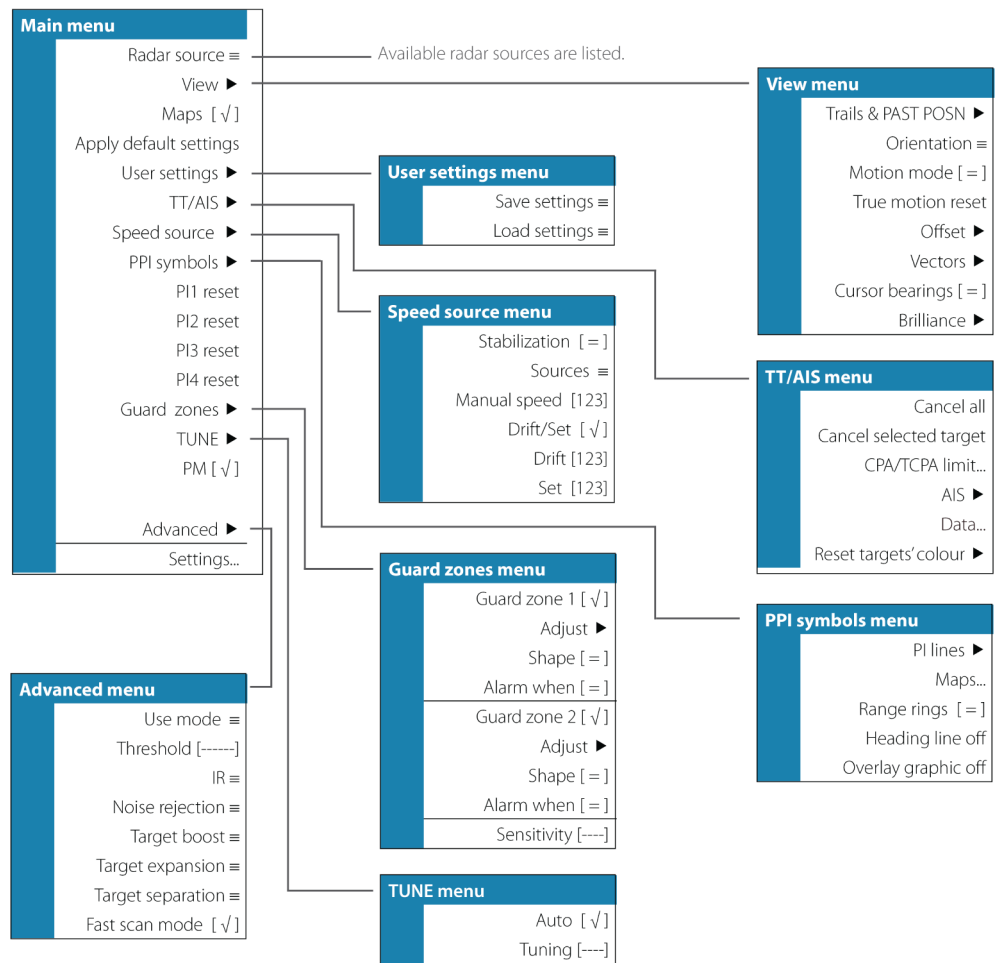 Main menu
Radar source ≡
Available radar sources are listed.
View ▶
Maps [ √ ]
Apply default settings
User settings ▶
TT/AIS ▶
Speed source ▶
PPI symbols ▶
PI1 reset
PI2 reset
PI3 reset
PI4 reset
Guard zones ▶
TUNE ▶
PM [ √ ]
Advanced ▶
Settings...
View menu
Trails & PAST POSN ▶
Orientation ≡
Motion mode [ = ]
True motion reset
Offset ▶
Vectors ▶
Cursor bearings [ = ]
Brilliance ▶
User settings menu
Save settings ≡
Load settings ≡
Speed source menu
Stabilization [ = ]
Sources ≡
Manual speed [123]
Drift/Set [ √ ]
Drift [123]
Set [123]
TT/AIS menu
Cancel all
Cancel selected target
CPA/TCPA limit...
AIS ▶
Data...
Reset targets' colour ▶
Guard zones menu
Guard zone 1 [ √ ]
Adjust ▶
Shape [ = ]
Alarm when [ = ]
Guard zone 2 [ √ ]
Adjust ▶
Shape [ = ]
Alarm when [ = ]
Sensitivity [----]
PPI symbols menu
PI lines ▶
Maps...
Range rings [ = ]
Heading line off
Overlay graphic off
Advanced menu
Use mode ≡
Threshold [------]
IR ≡
Noise rejection ≡
Target boost ≡
Target expansion ≡
Target separation ≡
Fast scan mode [ √ ]
TUNE menu
Auto [ √ ]
Tuning [----]